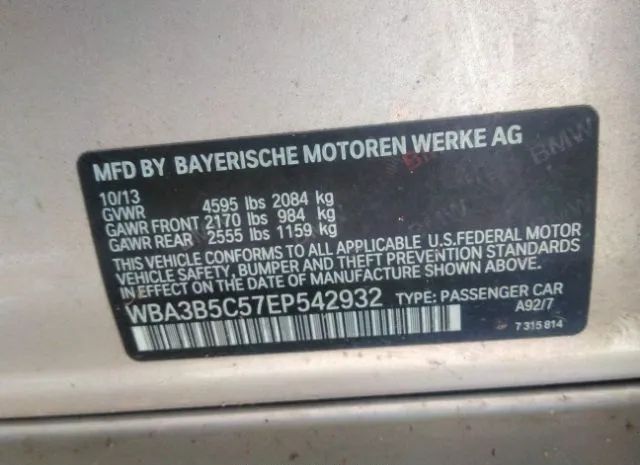 MFD BY BAYERISCHE MOTOREN WERKE AG
10/13
GVWR 4595 lbs 2084 kg
GAWR FRONT 2170 lbs 984 kg
GAWR REAR 2555 lbs 1159 kg
THIS VEHICLE CONFORMS TO ALL APPLICABLE U.S.FEDERAL MOTOR
VEHICLE SAFETY, BUMPER, AND THEFT PREVENTION STANDARDS
IN EFFECT ON THE DATE OF MANUFACTURE SHOWN ABOVE.
WBA3B5C57EP542932 TYPE: PASSENGER CAR
A92/7
7 315 814
BMW